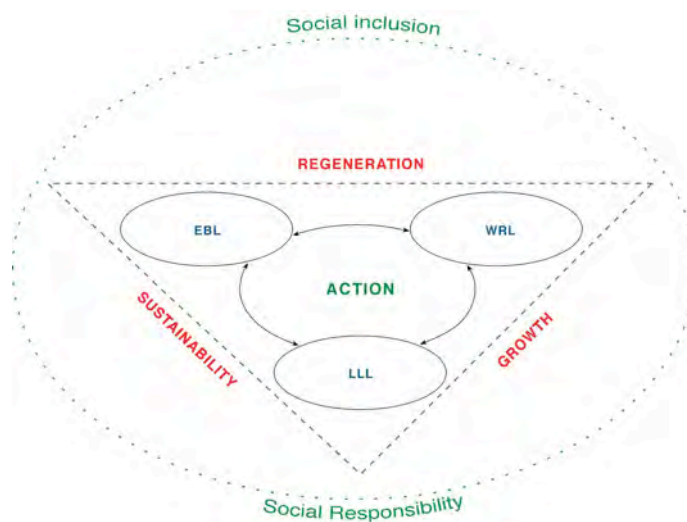 Social inclusion
REGENERATION
EBL
WRL
ACTION
SUSTAINABILITY
GROWTH
LLL
Social Responsibility